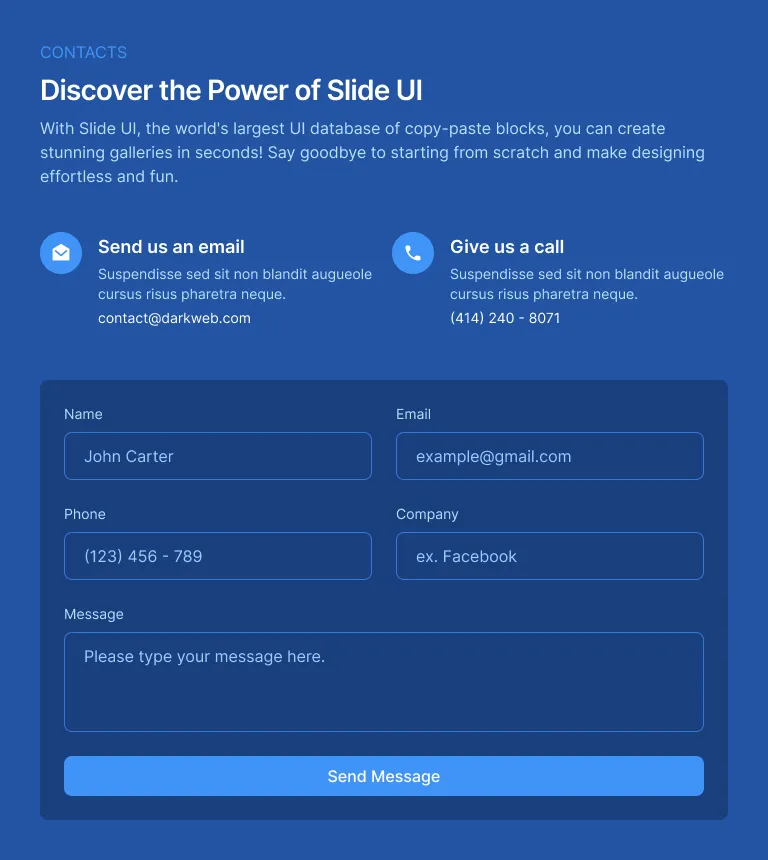 CONTACTS
Discover the Power of Slide UI
With Slide UI, the world's largest UI database of copy-paste blocks, you can create
stunning galleries in seconds! Say goodbye to starting from scratch and make designing
effortless and fun.
Send us an email
Suspendisse sed sit non blandit augueole
cursus risus pharetra neque.
contact@darkweb.com
Give us a call
Suspendisse sed sit non blandit augueole
cursus risus pharetra neque.
(414) 240 - 8071
Name
John Carter
Email
example@gmail.com
Phone
(123) 456 - 789
Company
ex. Facebook
Message
Please type your message here.
Send Message